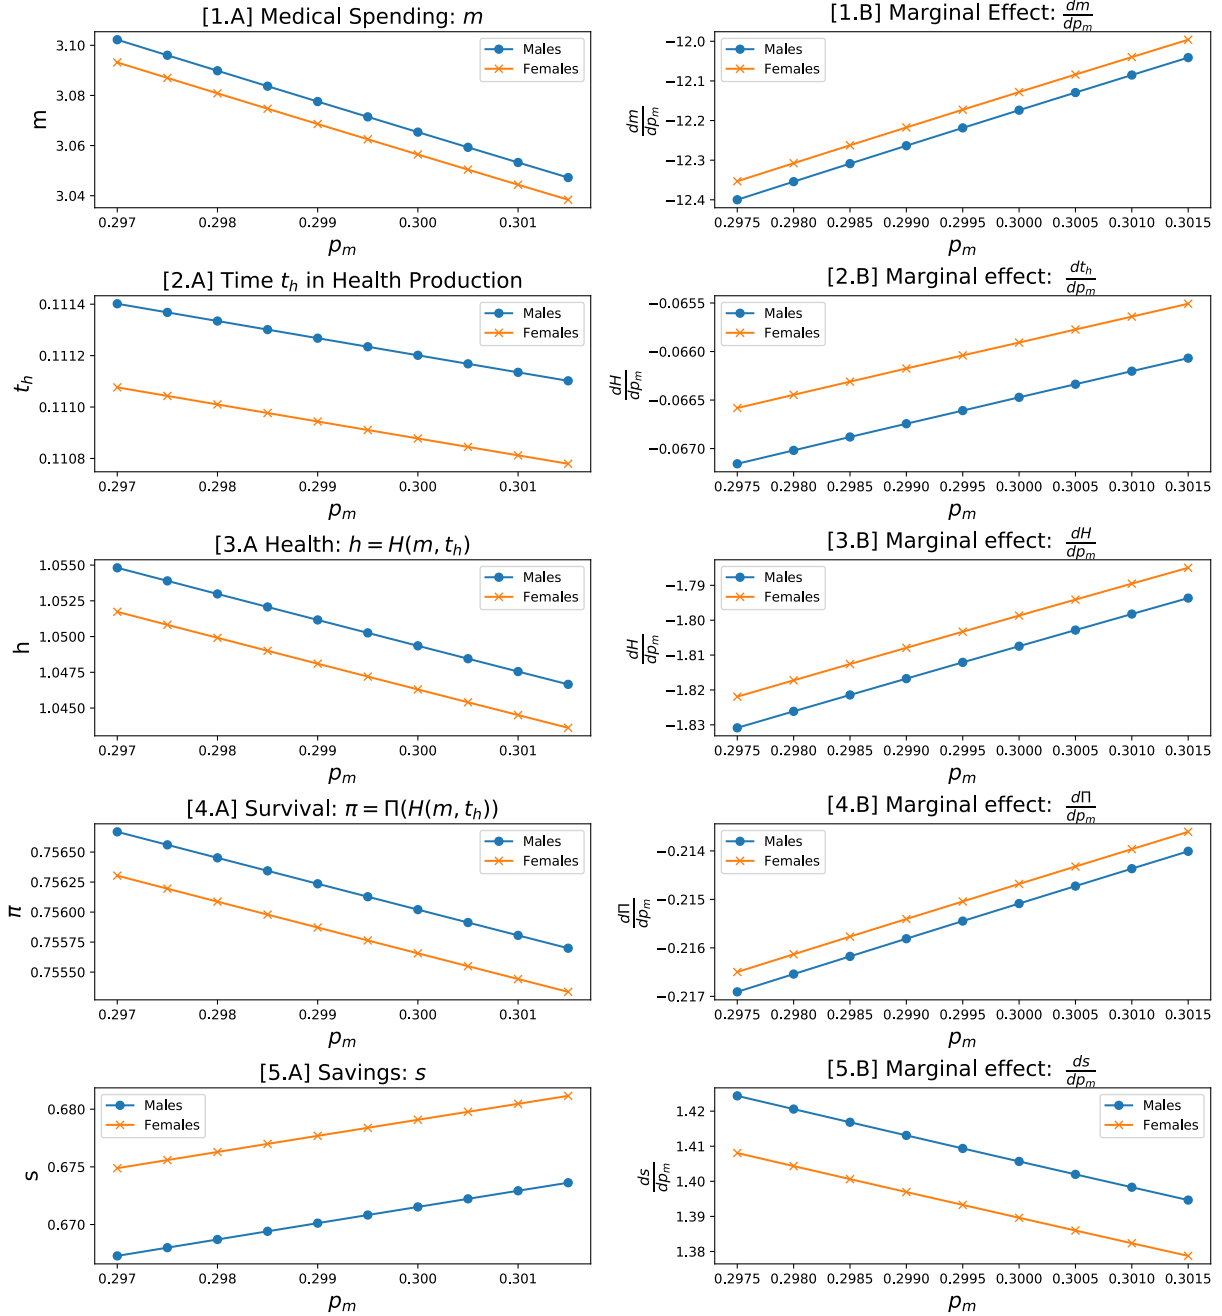 [1.A] Medical Spending: m
3.10
3.08
3.06
3.04
m
Males
Females
0.297 0.298 0.299 0.300 0.301
p_m
[1.B] Marginal Effect: dm/dp_m
−12.0
−12.1
−12.2
−12.3
−12.4
dm/dp_m
Males
Females
0.2975 0.2980 0.2985 0.2990 0.2995 0.3000 0.3005 0.3010 0.3015
p_m
[2.A] Time t_h in Health Production
0.1114
0.1112
0.1110
0.1108
t_h
Males
Females
0.297 0.298 0.299 0.300 0.301
p_m
[2.B] Marginal effect: dt_h/dp_m
−0.0655
−0.0660
−0.0665
−0.0670
dH/dp_m
Males
Females
0.2975 0.2980 0.2985 0.2990 0.2995 0.3000 0.3005 0.3010 0.3015
p_m
[3.A Health: h = H(m, t_h)
1.0550
1.0525
1.0500
1.0475
1.0450
h
Males
Females
0.297 0.298 0.299 0.300 0.301
p_m
[3.B] Marginal effect: dH/dp_m
−1.79
−1.80
−1.81
−1.82
−1.83
dH/dp_m
Males
Females
0.2975 0.2980 0.2985 0.2990 0.2995 0.3000 0.3005 0.3010 0.3015
p_m
[4.A] Survival: π = Π(H(m, t_h))
0.75650
0.75625
0.75600
0.75575
0.75550
π
Males
Females
0.297 0.298 0.299 0.300 0.301
p_m
[4.B] Marginal effect: dΠ/dp_m
−0.214
−0.215
−0.216
−0.217
dΠ/dp_m
Males
Females
0.2975 0.2980 0.2985 0.2990 0.2995 0.3000 0.3005 0.3010 0.3015
p_m
[5.A] Savings: s
0.680
0.675
0.670
s
Males
Females
0.297 0.298 0.299 0.300 0.301
p_m
[5.B] Marginal effect: ds/dp_m
1.42
1.41
1.40
1.39
1.38
ds/dp_m
Males
Females
0.2975 0.2980 0.2985 0.2990 0.2995 0.3000 0.3005 0.3010 0.3015
p_m